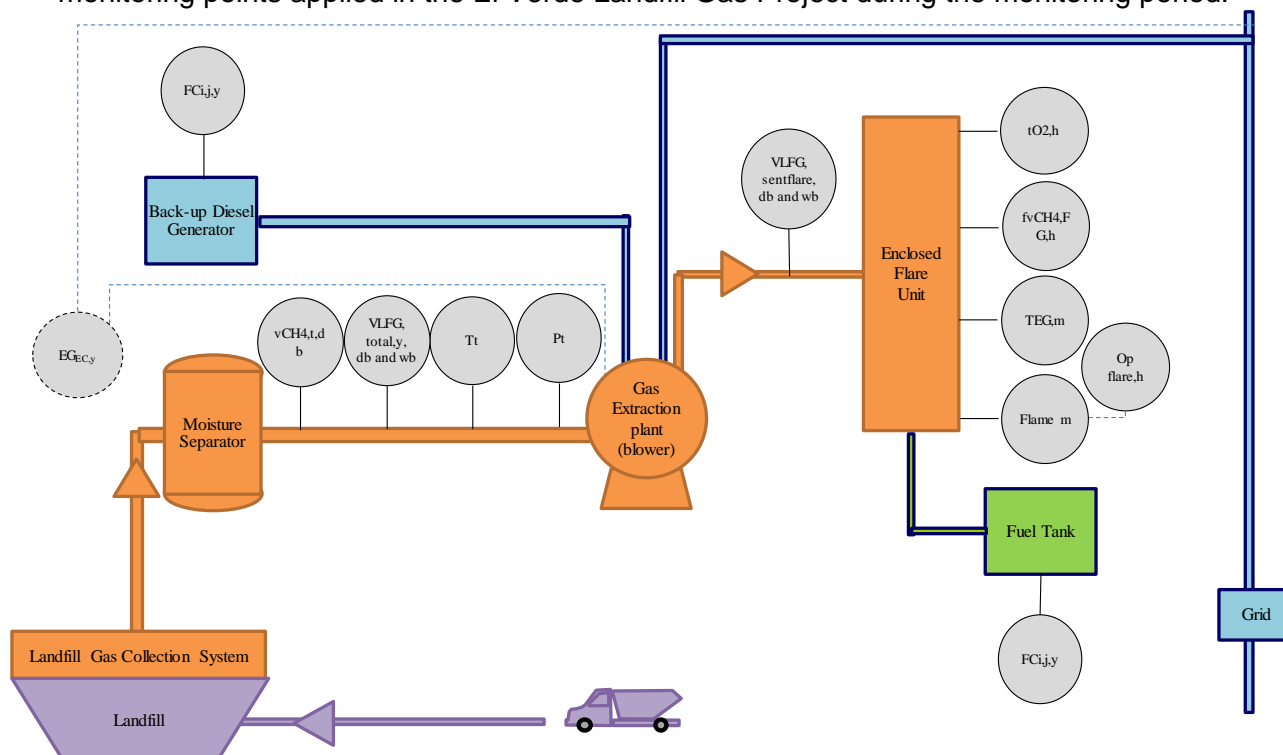 monitoring points applied in the El Verde Landfill Gas Project during the monitoring period.
FCi,j,y
Back-up Diesel
Generator
EGEC,y
vCH4,t,d
b
VLFG,
total,y,
db and wb
Tt
Pt
Moisture
Separator
Gas
Extraction
plant
(blower)
VLFG,
sentflare,
db and wb
Enclosed
Flare
Unit
tO2,h
fvCH4,F
G,h
TEG,m
Op
flare,h
Flame m
Fuel Tank
FCi,j,y
Grid
Landfill Gas Collection System
Landfill